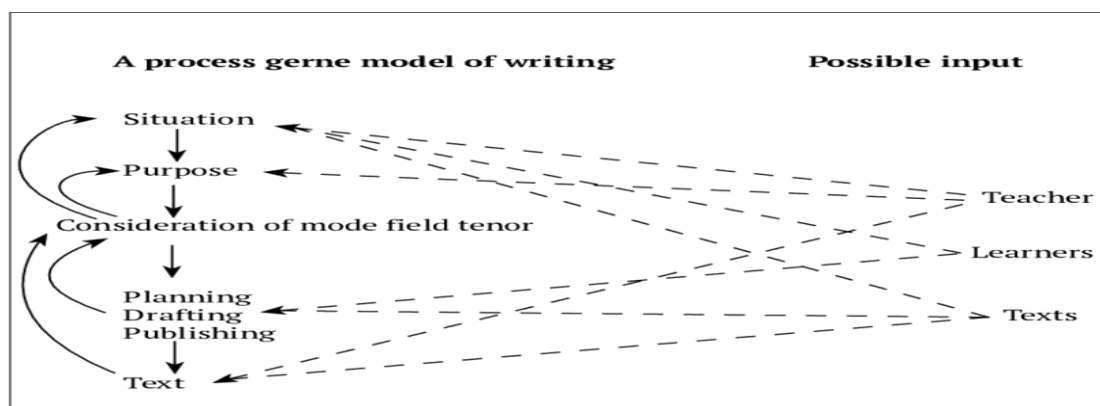 A process gerne model of writing
Possible input
Situation
Purpose
Consideration of mode field tenor
Planning
Drafting
Publishing
Text
Teacher
Learners
Texts